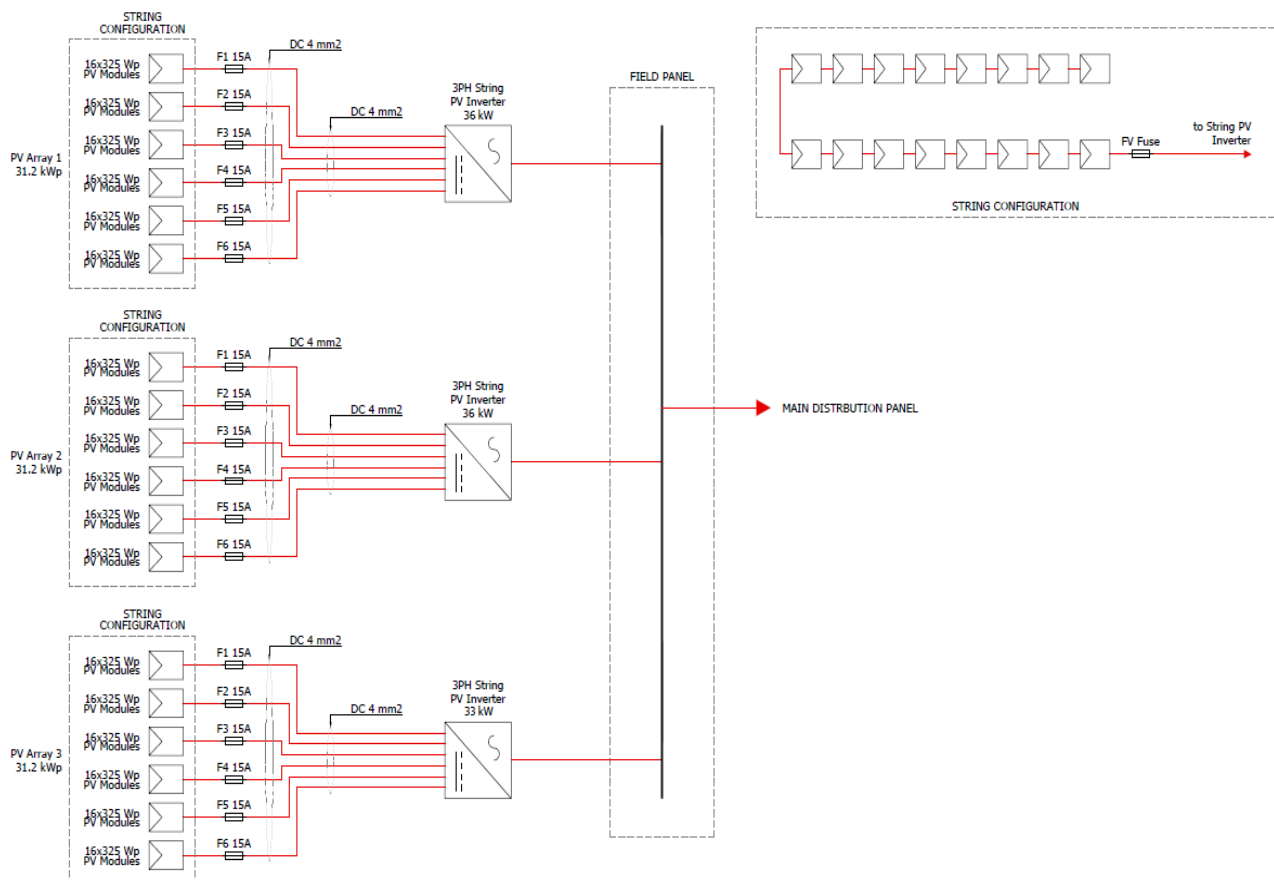 STRING
CONFIGURATION
16x325 Wp
PV Modules
16x325 Wp
PV Modules
16x325 Wp
PV Modules
16x325 Wp
PV Modules
16x325 Wp
PV Modules
16x325 Wp
PV Modules
PV Array 1
31.2 kWp
F1 15A
F2 15A
F3 15A
F4 15A
F5 15A
F6 15A
DC 4 mm2
DC 4 mm2
3PH String
PV Inverter
36 kW
STRING
CONFIGURATION
16x325 Wp
PV Modules
16x325 Wp
PV Modules
16x325 Wp
PV Modules
16x325 Wp
PV Modules
16x325 Wp
PV Modules
16x325 Wp
PV Modules
PV Array 2
31.2 kWp
F1 15A
F2 15A
F3 15A
F4 15A
F5 15A
F6 15A
DC 4 mm2
DC 4 mm2
3PH String
PV Inverter
36 kW
STRING
CONFIGURATION
16x325 Wp
PV Modules
16x325 Wp
PV Modules
16x325 Wp
PV Modules
16x325 Wp
PV Modules
16x325 Wp
PV Modules
16x325 Wp
PV Modules
PV Array 3
31.2 kWp
F1 15A
F2 15A
F3 15A
F4 15A
F5 15A
F6 15A
DC 4 mm2
DC 4 mm2
3PH String
PV Inverter
33 kW
FIELD PANEL
MAIN DISTRBUTION PANEL
FV Fuse
to String PV
Inverter
STRING CONFIGURATION